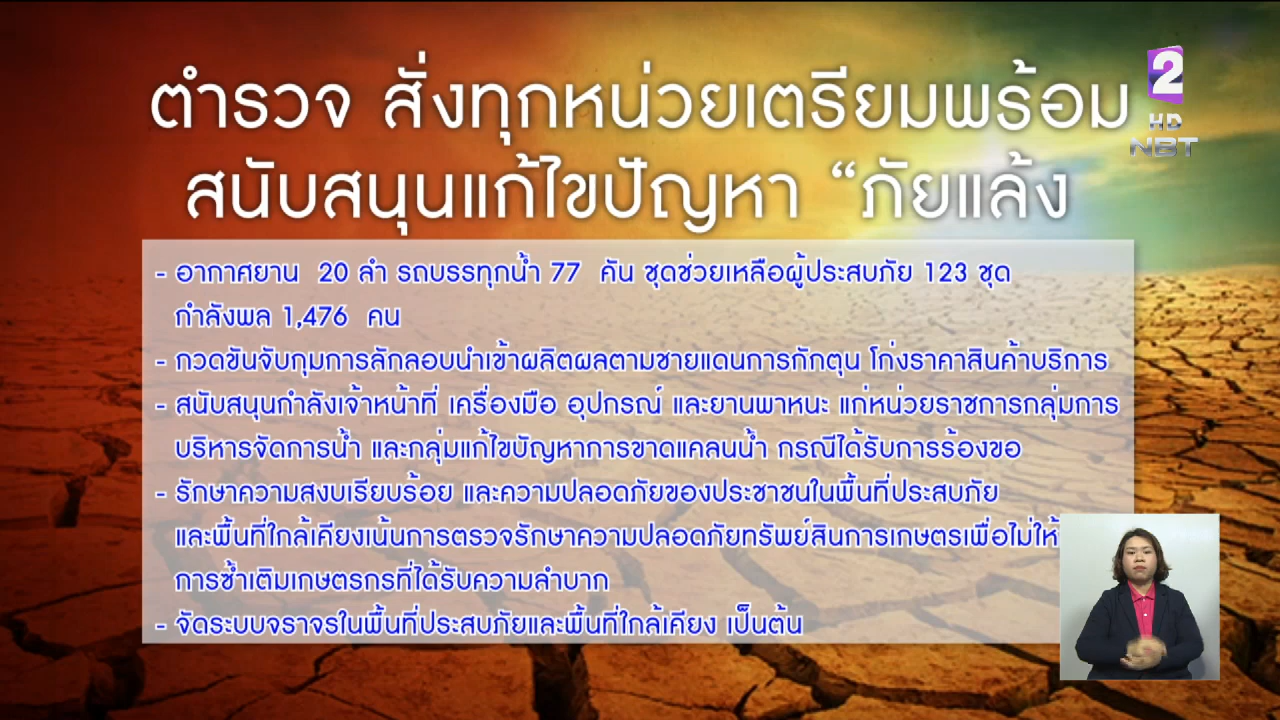 ตำรวจ สั่งทุกหน่วยเตรียมพร้อม
สนับสนุนแก้ไขปัญหา “ภัยแล้ง
2
HD
NBT
- อากาศยาน 20 ลำ รถบรรทุกน้ำ 77 คัน ชุดช่วยเหลือผู้ประสบภัย 123 ชุด
กำลังพล 1,476 คน
- กวดขันจับกุมการลักลอบนำเข้าผลิตผลตามชายแดนการกักตุน โก่งราคาสินค้าบริการ
- สนับสนุนกำลังเจ้าหน้าที่ เครื่องมือ อุปกรณ์ และยานพาหนะ แก่หน่วยราชการกลุ่มการ
บริหารจัดการน้ำ และกลุ่มแก้ไขปัญหาการขาดแคลนน้ำ กรณีได้รับการร้องขอ
- รักษาความสงบเรียบร้อย และความปลอดภัยของประชาชนในพื้นที่ประสบภัย
และพื้นที่ใกล้เคียงเน้นการตรวจรักษาความปลอดภัยทรัพย์สินการเกษตรเพื่อไม่ให้
การซ้ำเติมเกษตรกรที่ได้รับความลำบาก
- จัดระบบจราจรในพื้นที่ประสบภัยและพื้นที่ใกล้เคียง เป็นต้น